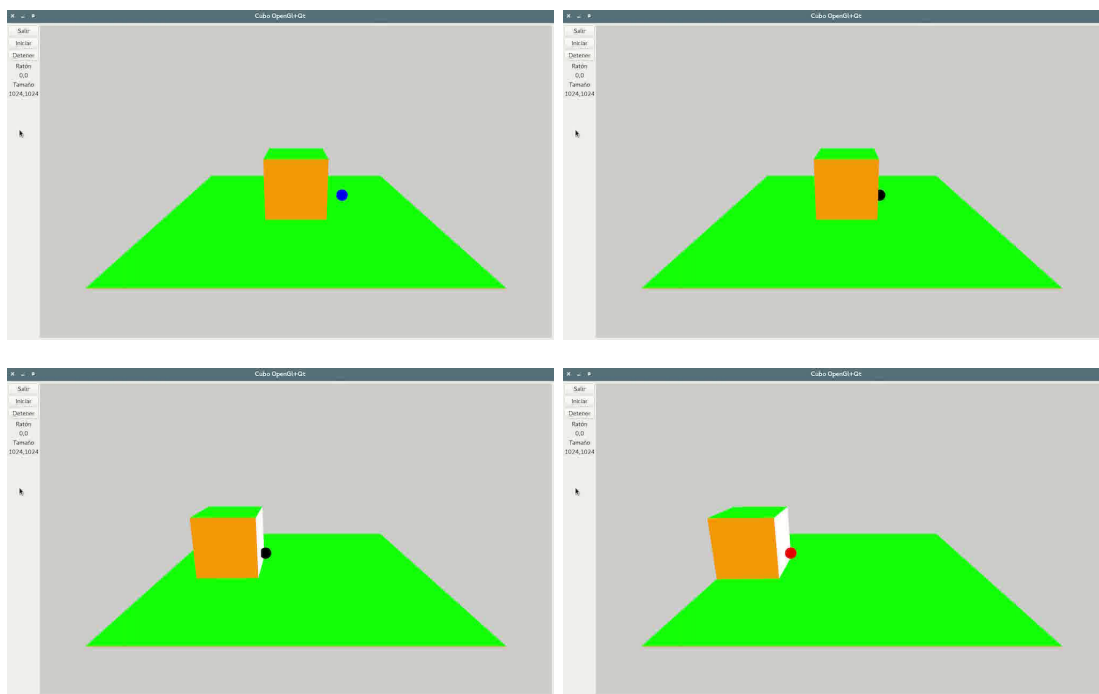 Cubo OpenGl+Qt
Salir
Iniciar
Detener
Ratón
0,0
Tamaño
1024,1024
Cubo OpenGl+Qt
Salir
Iniciar
Detener
Ratón
0,0
Tamaño
1024,1024
Cubo OpenGl+Qt
Salir
Iniciar
Detener
Ratón
0,0
Tamaño
1024,1024
Cubo OpenGl+Qt
Salir
Iniciar
Detener
Ratón
0,0
Tamaño
1024,1024